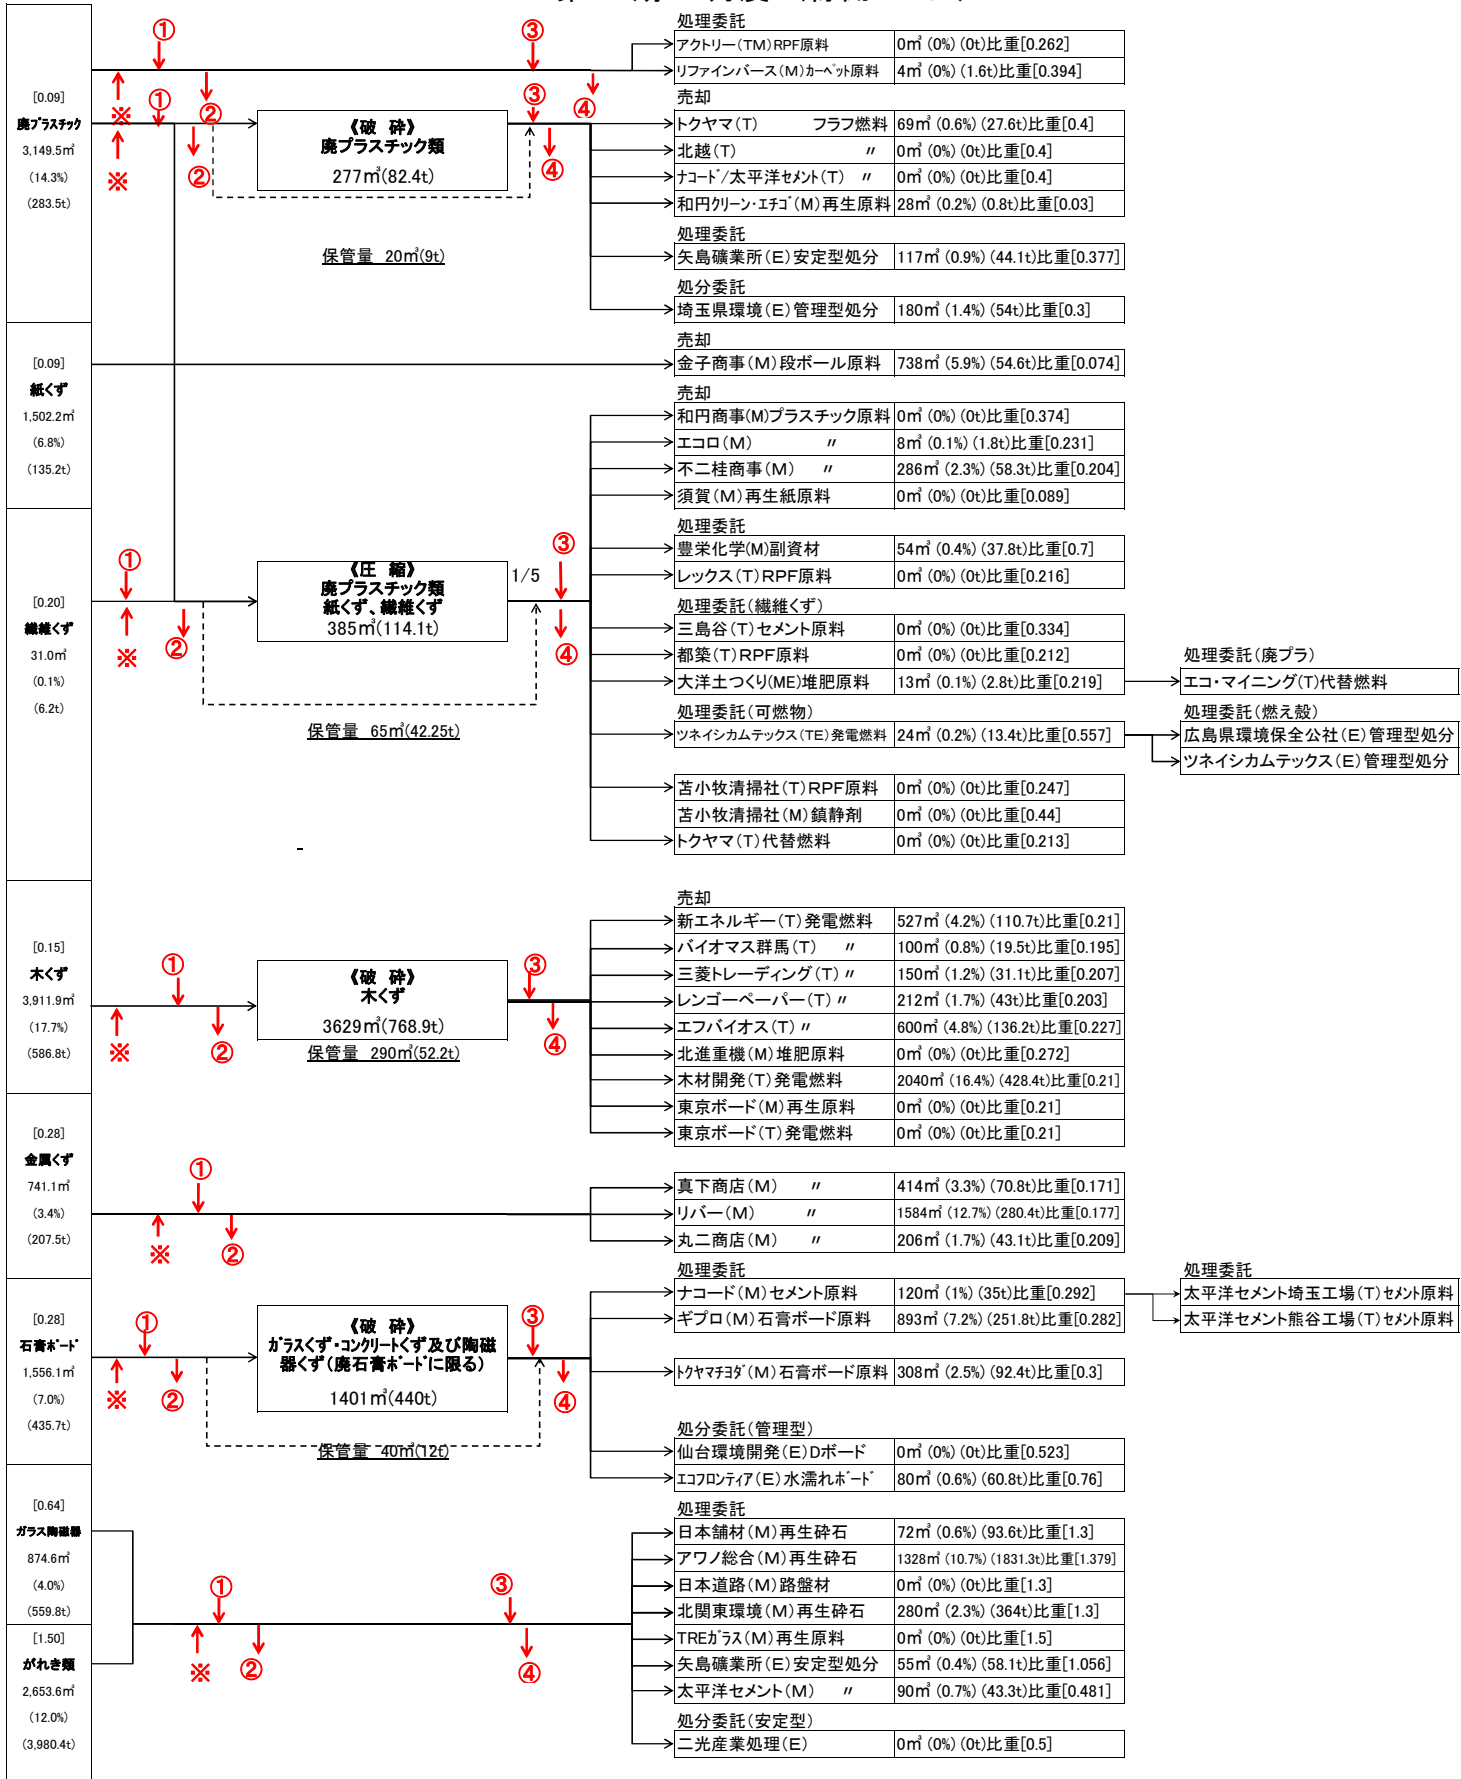 処理委託
アクトリー(TM)RPF原料 0㎥ (0%) (0t)比重[0.262]
リファインバース(M)カーペット原料 4㎥ (0%) (1.6t)比重[0.394]
① ③
※ ② ④
[0.09]
廃プラスチック
3,149.5㎥
(14.3%)
(283.5t)
① ③
※ ② ④
《破 砕》
廃プラスチック類
277㎥(82.4t)
保管量 20㎥(9t)
売却
トクヤマ(T) フラフ燃料 69㎥ (0.6%) (27.6t)比重[0.4]
北越(T) 〃 0㎥ (0%) (0t)比重[0.4]
ナコード/太平洋セメント(T) 〃 0㎥ (0%) (0t)比重[0.4]
和円クリーン・エチゴ(M)再生原料 28㎥ (0.2%) (0.8t)比重[0.03]
処理委託
矢島礦業所(E)安定型処分 117㎥ (0.9%) (44.1t)比重[0.377]
処分委託
埼玉県環境(E)管理型処分 180㎥ (1.4%) (54t)比重[0.3]
[0.09]
紙くず
1,502.2㎥
(6.8%)
(135.2t)
売却
金子商事(M)段ボール原料 738㎥ (5.9%) (54.6t)比重[0.074]
売却
和円商事(M)プラスチック原料 0㎥ (0%) (0t)比重[0.374]
エコロ(M) 〃 8㎥ (0.1%) (1.8t)比重[0.231]
不二桂商事(M) 〃 286㎥ (2.3%) (58.3t)比重[0.204]
須賀(M)再生紙原料 0㎥ (0%) (0t)比重[0.089]
[0.20]
繊維くず
31.0㎥
(0.1%)
(6.2t)
① ③
※ ② ④
《圧 縮》
廃プラスチック類
紙くず、繊維くず
385㎥(114.1t)
1/5
保管量 65㎥(42.25t)
処理委託
豊栄化学(M)副資材 54㎥ (0.4%) (37.8t)比重[0.7]
レックス(T)RPF原料 0㎥ (0%) (0t)比重[0.216]
処理委託(繊維くず)
三島谷(T)セメント原料 0㎥ (0%) (0t)比重[0.334]
都築(T)RPF原料 0㎥ (0%) (0t)比重[0.212]
大洋土つくり(ME)堆肥原料 13㎥ (0.1%) (2.8t)比重[0.219]
処理委託(廃プラ)
エコ・マイニング(T)代替燃料
処理委託(可燃物)
ツネイシカムテックス(TE)発電燃料 24㎥ (0.2%) (13.4t)比重[0.557]
処理委託(燃え殻)
広島県環境保全公社(E)管理型処分
ツネイシカムテックス(E)管理型処分
苫小牧清掃社(T)RPF原料 0㎥ (0%) (0t)比重[0.247]
苫小牧清掃社(M)鎮静剤 0㎥ (0%) (0t)比重[0.44]
トクヤマ(T)代替燃料 0㎥ (0%) (0t)比重[0.213]
[0.15]
木くず
3,911.9㎥
(17.7%)
(586.8t)
① ③
※ ② ④
《破 砕》
木くず
3629㎥(768.9t)
保管量 290㎥(52.2t)
売却
新エネルギー(T)発電燃料 527㎥ (4.2%) (110.7t)比重[0.21]
バイオマス群馬(T) 〃 100㎥ (0.8%) (19.5t)比重[0.195]
三菱トレーディング(T)〃 150㎥ (1.2%) (31.1t)比重[0.207]
レンゴーペーパー(T)〃 212㎥ (1.7%) (43t)比重[0.203]
エフバイオス(T)〃 600㎥ (4.8%) (136.2t)比重[0.227]
北進重機(M)堆肥原料 0㎥ (0%) (0t)比重[0.272]
木材開発(T)発電燃料 2040㎥ (16.4%) (428.4t)比重[0.21]
東京ボード(M)再生原料 0㎥ (0%) (0t)比重[0.21]
東京ボード(T)発電燃料 0㎥ (0%) (0t)比重[0.21]
[0.28]
金属くず
741.1㎥
(3.4%)
(207.5t)
①
※ ②
真下商店(M) 〃 414㎥ (3.3%) (70.8t)比重[0.171]
リバー(M) 〃 1584㎥ (12.7%) (280.4t)比重[0.177]
丸二商店(M) 〃 206㎥ (1.7%) (43.1t)比重[0.209]
[0.28]
石膏ボード
1,556.1㎥
(7.0%)
(435.7t)
① ③
※ ② ④
《破 砕》
ガラスくず・コンクリートくず及び陶磁
器くず(廃石膏ボードに限る)
1401㎥(440t)
保管量 40㎥(12t)
処理委託
ナコード(M)セメント原料 120㎥ (1%) (35t)比重[0.292]
ギプロ(M)石膏ボード原料 893㎥ (7.2%) (251.8t)比重[0.282]
処理委託
太平洋セメント埼玉工場(T)セメント原料
太平洋セメント熊谷工場(T)セメント原料
トクヤマチヨダ(M)石膏ボード原料 308㎥ (2.5%) (92.4t)比重[0.3]
処分委託(管理型)
仙台環境開発(E)Dボード 0㎥ (0%) (0t)比重[0.523]
エコフロンティア(E)水濡れボード 80㎥ (0.6%) (60.8t)比重[0.76]
[0.64]
ガラス陶磁器
874.6㎥
(4.0%)
(559.8t)
[1.50]
がれき類
2,653.6㎥
(12.0%)
(3,980.4t)
① ③
※ ② ④
処理委託
日本舗材(M)再生砕石 72㎥ (0.6%) (93.6t)比重[1.3]
アワノ総合(M)再生砕石 1328㎥ (10.7%) (1831.3t)比重[1.379]
日本道路(M)路盤材 0㎥ (0%) (0t)比重[1.3]
北関東環境(M)再生砕石 280㎥ (2.3%) (364t)比重[1.3]
TREガラス(M)再生原料 0㎥ (0%) (0t)比重[1.5]
矢島礦業所(E)安定型処分 55㎥ (0.4%) (58.1t)比重[1.056]
太平洋セメント(M) 〃 90㎥ (0.7%) (43.3t)比重[0.481]
処分委託(安定型)
二光産業処理(E) 0㎥ (0%) (0t)比重[0.5]